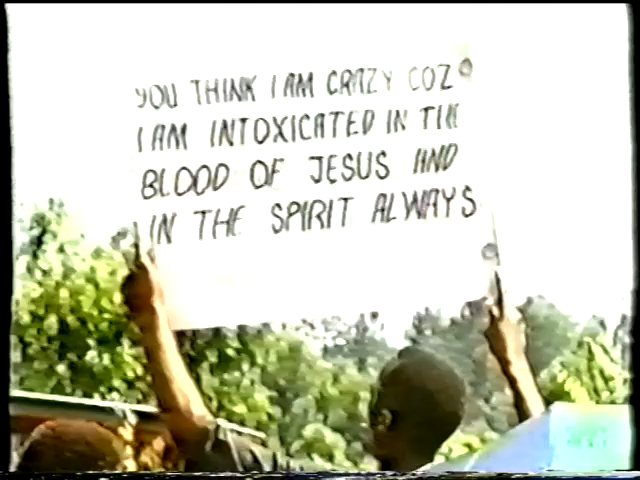 YOU THINK I AM CRAZY COZ
I AM INTOXICATED IN THE
BLOOD OF JESUS AND
IN THE SPIRIT ALWAYS